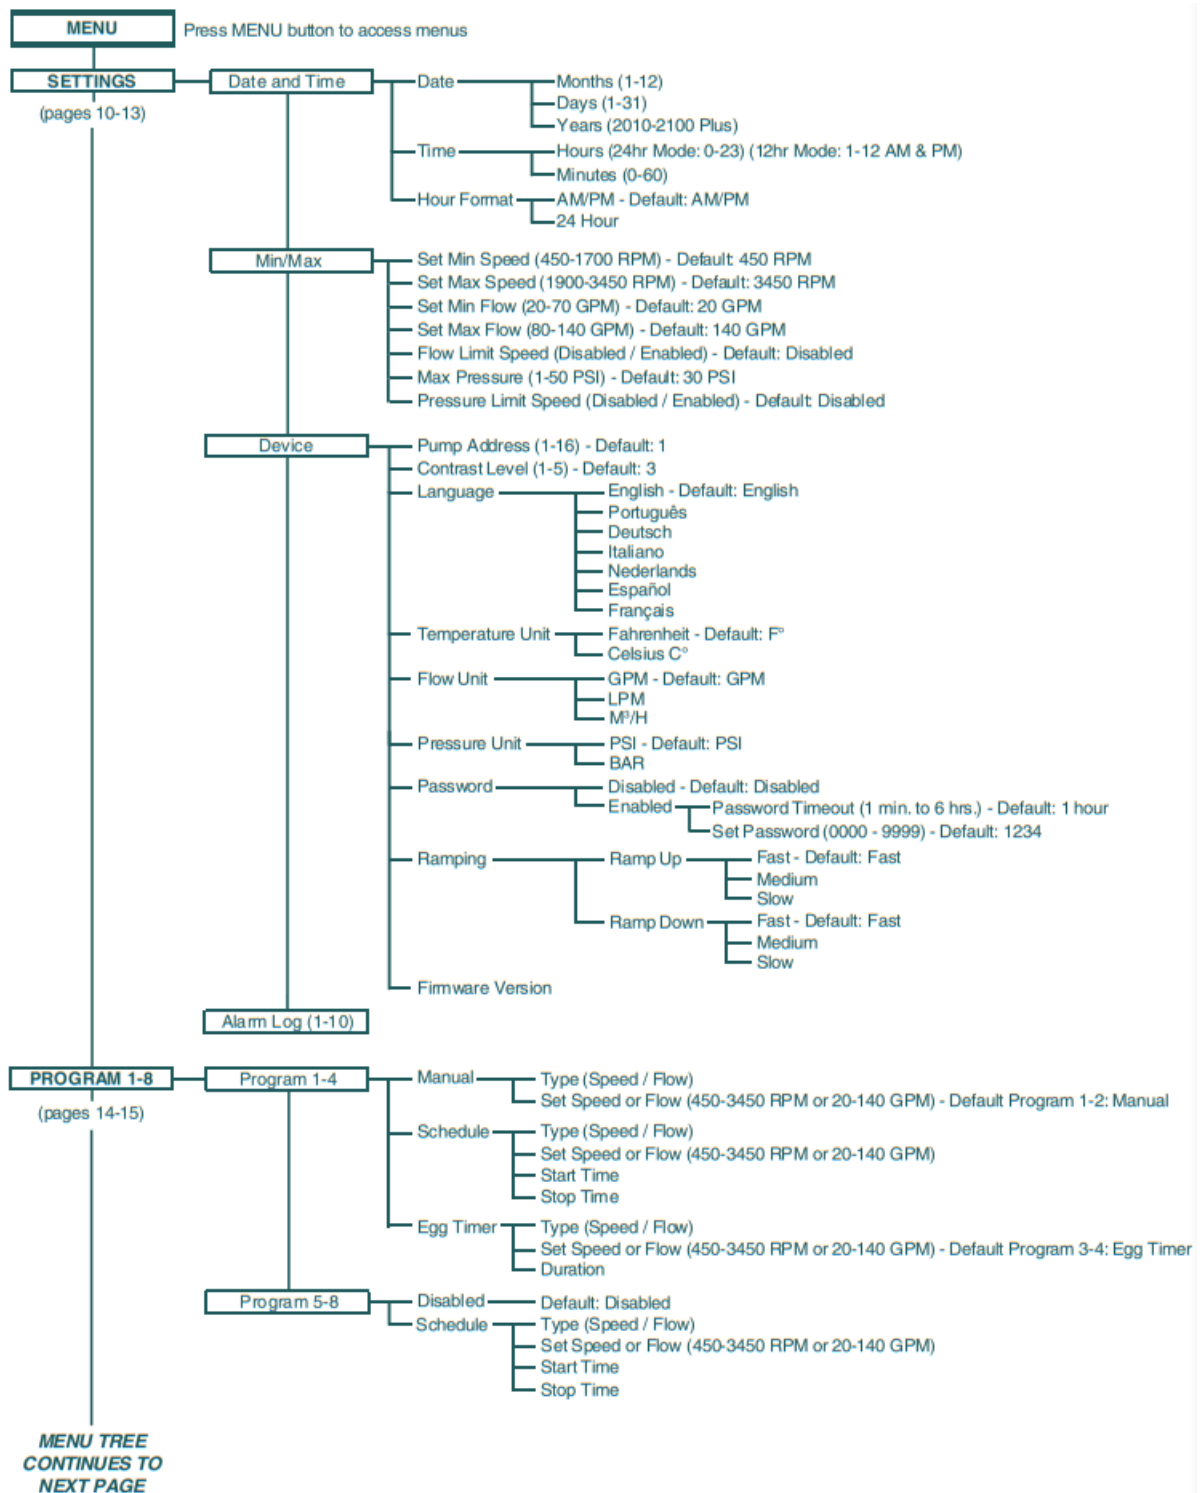 MENU Press MENU button to access menus
SETTINGS Date and Time Date Months (1-12)
(pages 10-13) Days (1-31)
Years (2010-2100 Plus)
Time Hours (24hr Mode: 0-23) (12hr Mode: 1-12 AM & PM)
Minutes (0-60)
Hour Format AM/PM - Default: AM/PM
24 Hour
Min/Max Set Min Speed (450-1700 RPM) - Default: 450 RPM
Set Max Speed (1900-3450 RPM) - Default: 3450 RPM
Set Min Flow (20-70 GPM) - Default: 20 GPM
Set Max Flow (80-140 GPM) - Default: 140 GPM
Flow Limit Speed (Disabled / Enabled) - Default: Disabled
Max Pressure (1-50 PSI) - Default: 30 PSI
Pressure Limit Speed (Disabled / Enabled) - Default: Disabled
Device Pump Address (1-16) - Default: 1
Contrast Level (1-5) - Default: 3
Language English - Default: English
Português
Deutsch
Italiano
Nederlands
Español
Français
Temperature Unit Fahrenheit - Default: F°
Celsius C°
Flow Unit GPM - Default: GPM
LPM
M³/H
Pressure Unit PSI - Default: PSI
BAR
Password Disabled - Default: Disabled
Enabled Password Timeout (1 min. to 6 hrs.) - Default: 1 hour
Set Password (0000 - 9999) - Default: 1234
Ramping Ramp Up Fast - Default: Fast
Medium
Slow
Ramp Down Fast - Default: Fast
Medium
Slow
Firmware Version
Alarm Log (1-10)
PROGRAM 1-8 Program 1-4 Manual Type (Speed / Flow)
(pages 14-15) Set Speed or Flow (450-3450 RPM or 20-140 GPM) - Default Program 1-2: Manual
Schedule Type (Speed / Flow)
Set Speed or Flow (450-3450 RPM or 20-140 GPM)
Start Time
Stop Time
Egg Timer Type (Speed / Flow)
Set Speed or Flow (450-3450 RPM or 20-140 GPM) - Default Program 3-4: Egg Timer
Duration
Program 5-8 Disabled Default: Disabled
Schedule Type (Speed / Flow)
Set Speed or Flow (450-3450 RPM or 20-140 GPM)
Start Time
Stop Time
MENU TREE
CONTINUES TO
NEXT PAGE